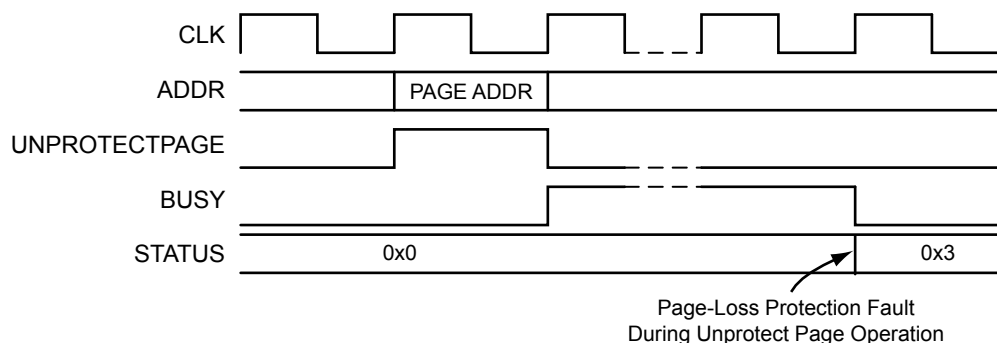 CLK
ADDR
PAGE ADDR
UNPROTECTPAGE
BUSY
STATUS
0x0
0x3
Page-Loss Protection Fault
During Unprotect Page Operation